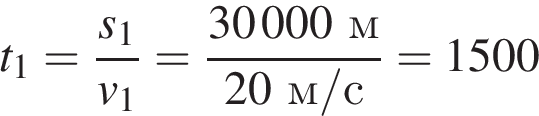 t₁ = s₁/v₁ = 30 000 м/20 м/с = 1500